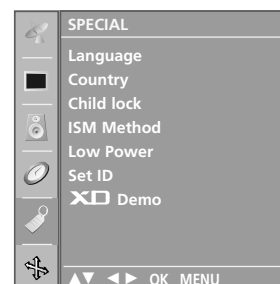 SPECIAL
Language
Country
Child lock
ISM Method
Low Power
Set ID
XD Demo
▲▼ ◄► OK MENU